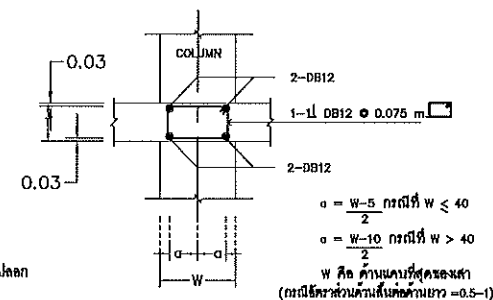 COLUMN
0.03
2-DB12
1-⊔ DB12 @ 0.075 m.
2-DB12
0.03
a = W-5 / 2 กรณีที่ W ≤ 40
a = W-10 / 2 กรณีที่ W > 40
a a
W
W คือ ด้านแคบที่สุดของเสา
(กรณีอัตราส่วนด้านสั้นต่อด้านยาว =0.5-1)